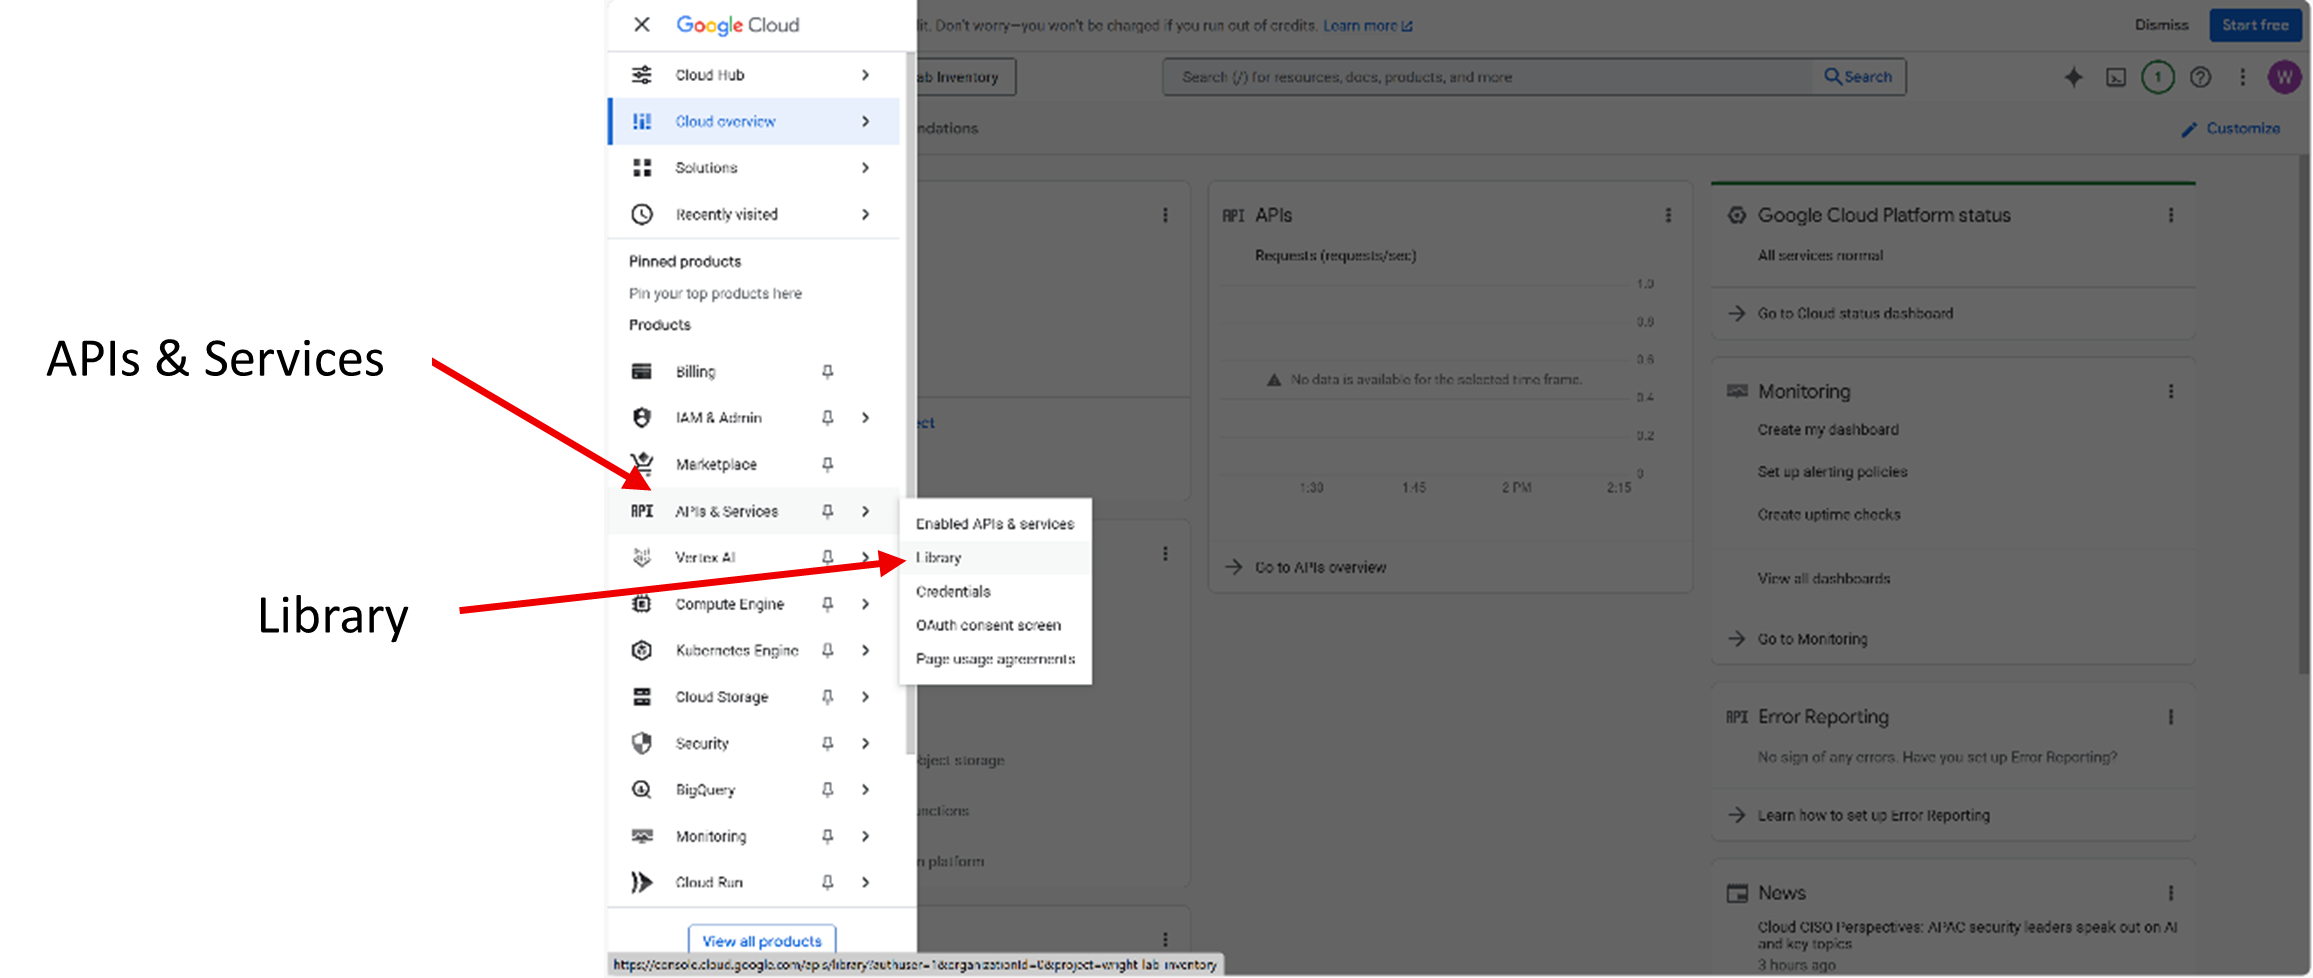 APIs & Services
Library
Google Cloud
Cloud Hub
Cloud overview
Solutions
Recently visited
Pinned products
Pin your top products here
Products
Billing
IAM & Admin
Marketplace
API APIs & Services
Vertex AI
Compute Engine
Kubernetes Engine
Cloud Storage
Security
BigQuery
Monitoring
Cloud Run
View all products
https://console.cloud.google.com/apis/library?authuser=1&organizationId=0&project=wright-lab-inventory
Enabled APIs & services
Library
Credentials
OAuth consent screen
Page usage agreements
Don't worry—you won't be charged if you run out of credits. Learn more
Dismiss
Start free
Inventory
Search (/) for resources, docs, products, and more
Search
1
W
ndations
Customize
ect
bject storage
unctions
n platform
API APIs
Requests (requests/sec)
1.0
0.8
0.6
No data is available for the selected time frame.
0.4
0.2
0
1:30 1:45 2 PM 2:15
Go to APIs overview
Google Cloud Platform status
All services normal
Go to Cloud status dashboard
Monitoring
Create my dashboard
Set up alerting policies
Create uptime checks
View all dashboards
Go to Monitoring
API Error Reporting
No sign of any errors. Have you set up Error Reporting?
Learn how to set up Error Reporting
News
Cloud CISO Perspectives: APAC security leaders speak out on AI
and key topics
3 hours ago